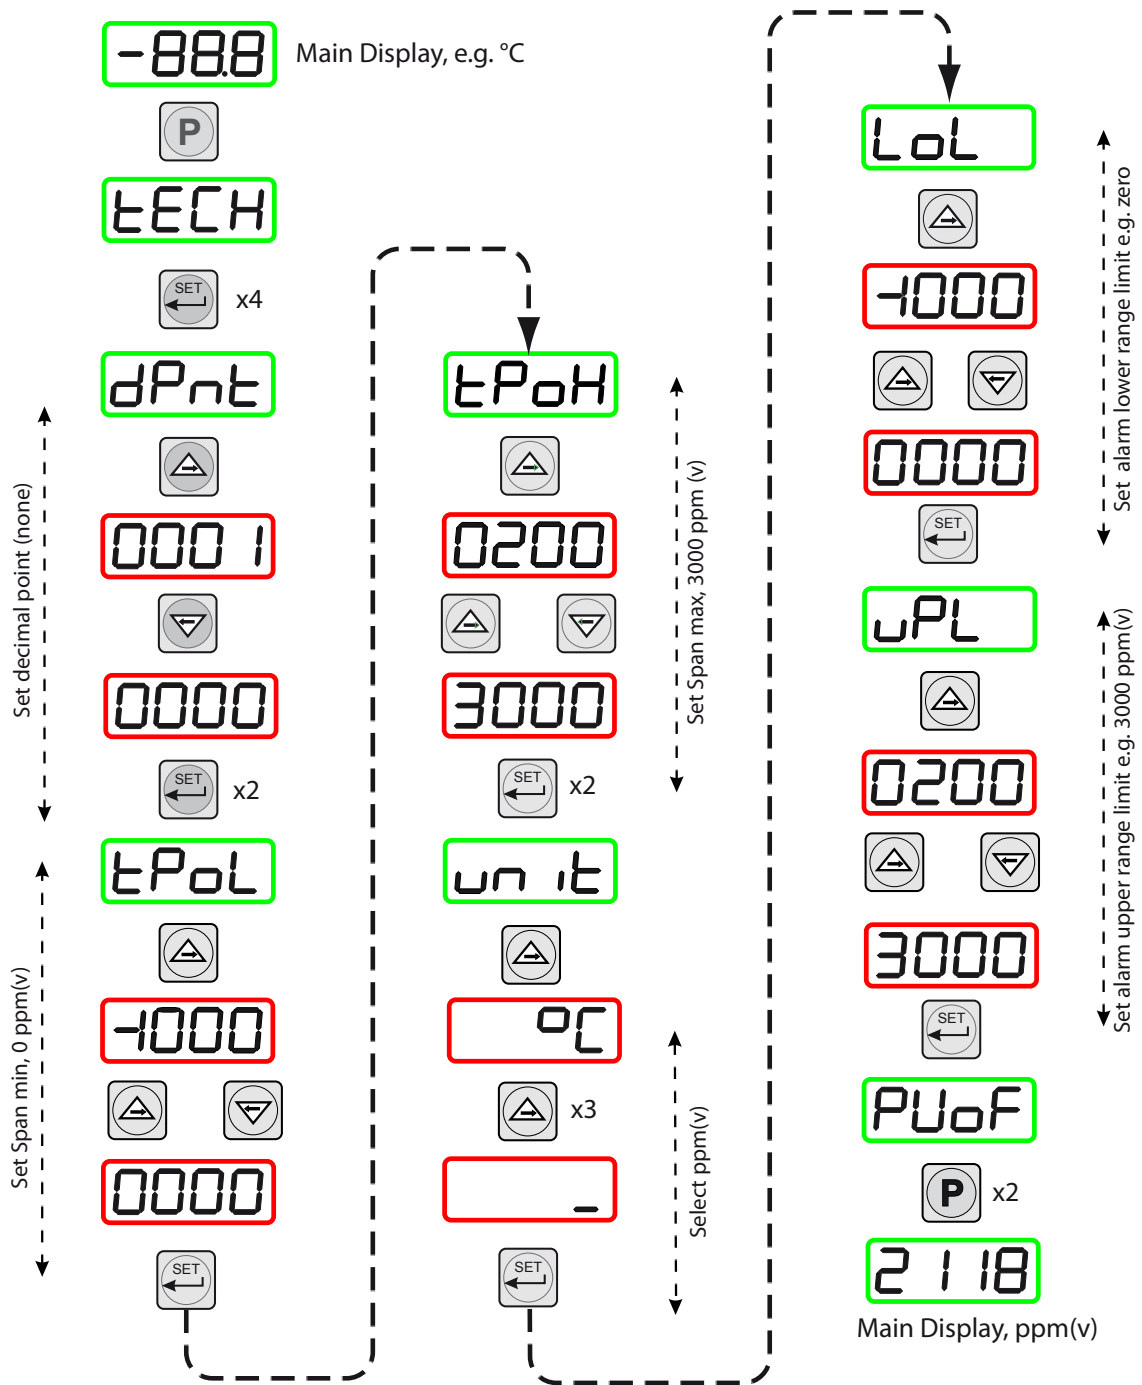 -88.8
Main Display, e.g. °C
P
tECH
SET
x4
dPnt
0001
0000
SET
x2
Set decimal point (none)
tPoL
-1000
0000
SET
Set Span min, 0 ppm(v)
tPoH
0200
3000
SET
x2
Set Span max, 3000 ppm (v)
unit
°C
x3
_
SET
Select ppm(v)
LoL
-1000
0000
SET
Set alarm lower range limit e.g. zero
uPL
0200
3000
SET
Set alarm upper range limit e.g. 3000 ppm(v)
PUoF
P
x2
2118
Main Display, ppm(v)